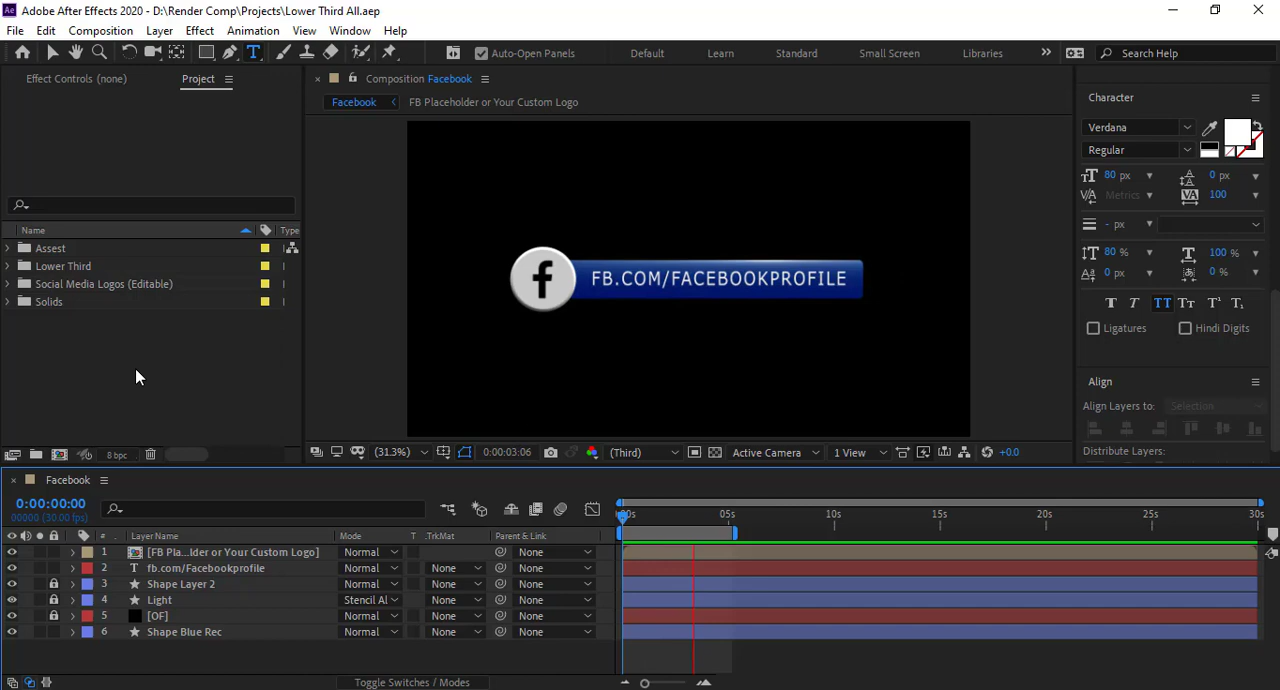 Adobe After Effects 2020 - D:\Render Comp\Projects\Lower Third All.aep
File Edit Composition Layer Effect Animation View Window Help
T Auto-Open Panels Default Learn Standard Small Screen Libraries Search Help
Effect Controls (none) Project
Composition Facebook
Facebook FB Placeholder or Your Custom Logo
Name Type
Assest
Lower Third
Social Media Logos (Editable)
Solids
8 bpc
f FB.COM/FACEBOOKPROFILE
(31.3%) 0:00:03:06 (Third) Active Camera 1 View +0.0
Character
Verdana
Regular
80 px 0 px
Metrics 100
- px
80 % 100 %
0 px 0 %
T T TT Tт T¹ T₁
Ligatures Hindi Digits
Align
Align Layers to: Selection
Distribute Layers:
Facebook
0:00:00:00
00000 (30.00 fps)
:00s 05s 10s 15s 20s 25s 30s
# Layer Name Mode T .TrkMat Parent & Link
1 [FB Pla...lder or Your Custom Logo] Normal None
2 T fb.com/Facebookprofile Normal None None
3 Shape Layer 2 Normal None None
4 Light Stencil Al None None
5 [OF] Normal None None
6 Shape Blue Rec Normal None None
Toggle Switches / Modes